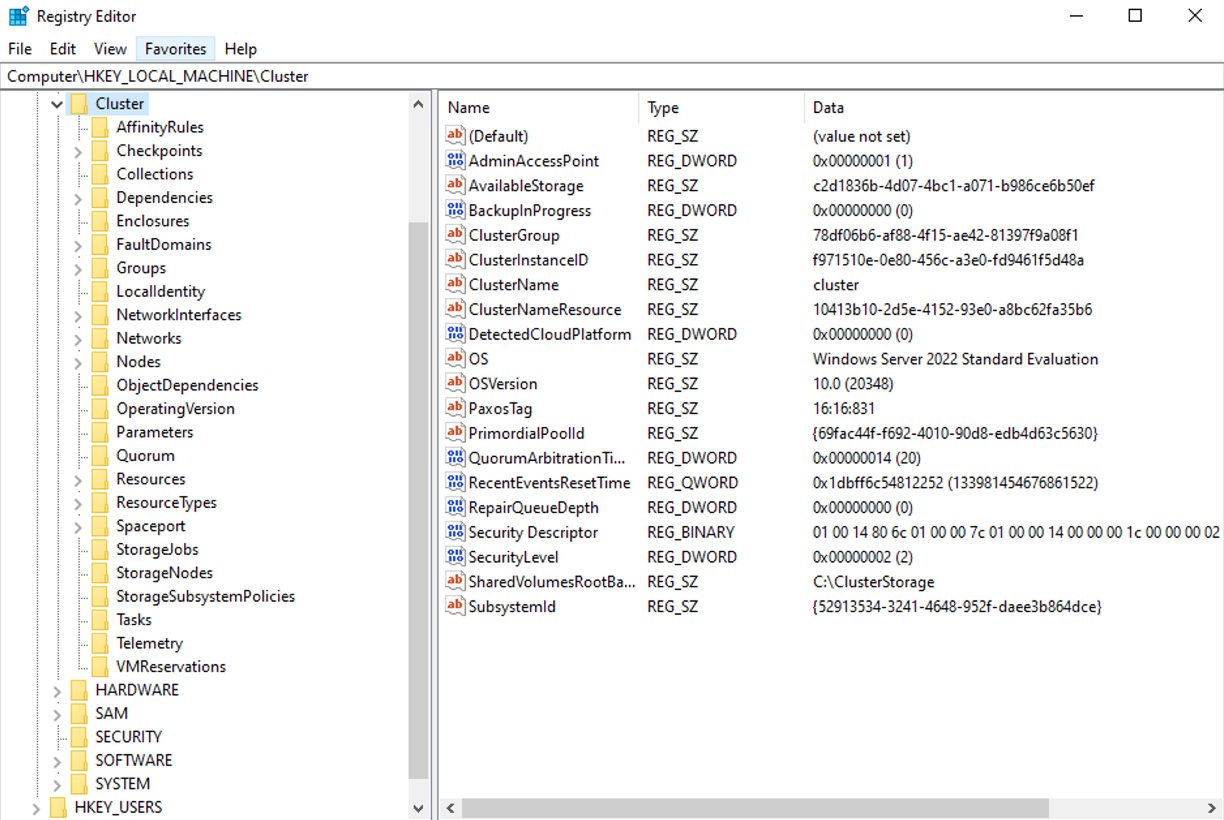 Registry Editor
File Edit View Favorites Help
Computer\HKEY_LOCAL_MACHINE\Cluster
Cluster
AffinityRules
Checkpoints
Collections
Dependencies
Enclosures
FaultDomains
Groups
LocalIdentity
NetworkInterfaces
Networks
Nodes
ObjectDependencies
OperatingVersion
Parameters
Quorum
Resources
ResourceTypes
Spaceport
StorageJobs
StorageNodes
StorageSubsystemPolicies
Tasks
Telemetry
VMReservations
HARDWARE
SAM
SECURITY
SOFTWARE
SYSTEM
HKEY_USERS
Name Type Data
(Default) REG_SZ (value not set)
AdminAccessPoint REG_DWORD 0x00000001 (1)
AvailableStorage REG_SZ c2d1836b-4d07-4bc1-a071-b986ce6b50ef
BackupInProgress REG_DWORD 0x00000000 (0)
ClusterGroup REG_SZ 78df06b6-af88-4f15-ae42-81397f9a08f1
ClusterInstanceID REG_SZ f971510e-0e80-456c-a3e0-fd9461f5d48a
ClusterName REG_SZ cluster
ClusterNameResource REG_SZ 10413b10-2d5e-4152-93e0-a8bc62fa35b6
DetectedCloudPlatform REG_DWORD 0x00000000 (0)
OS REG_SZ Windows Server 2022 Standard Evaluation
OSVersion REG_SZ 10.0 (20348)
PaxosTag REG_SZ 16:16:831
PrimordialPoolId REG_SZ {69fac44f-f692-4010-90d8-edb4d63c5630}
QuorumArbitrationTi... REG_DWORD 0x00000014 (20)
RecentEventsResetTime REG_QWORD 0x1dbff6c54812252 (133981454676861522)
RepairQueueDepth REG_DWORD 0x00000000 (0)
Security Descriptor REG_BINARY 01 00 14 80 6c 01 00 00 7c 01 00 00 14 00 00 00 1c 00 00 00 02
SecurityLevel REG_DWORD 0x00000002 (2)
SharedVolumesRootBa... REG_SZ C:\ClusterStorage
SubsystemId REG_SZ {52913534-3241-4648-952f-daee3b864dce}